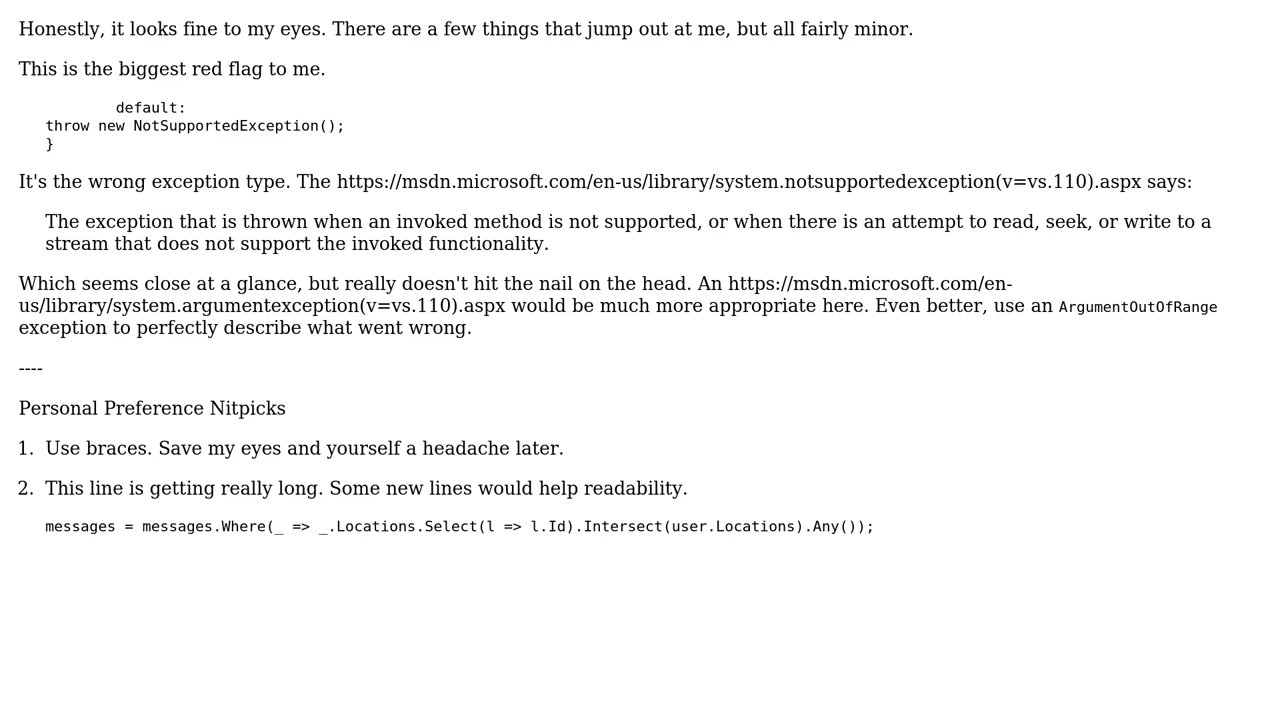 Honestly, it looks fine to my eyes. There are a few things that jump out at me, but all fairly minor.
This is the biggest red flag to me.
default:
throw new NotSupportedException();
}
It's the wrong exception type. The https://msdn.microsoft.com/en-us/library/system.notsupportedexception(v=vs.110).aspx says:
The exception that is thrown when an invoked method is not supported, or when there is an attempt to read, seek, or write to a
stream that does not support the invoked functionality.
Which seems close at a glance, but really doesn't hit the nail on the head. An https://msdn.microsoft.com/en-
us/library/system.argumentexception(v=vs.110).aspx would be much more appropriate here. Even better, use an ArgumentOutOfRange
exception to perfectly describe what went wrong.
----
Personal Preference Nitpicks
1. Use braces. Save my eyes and yourself a headache later.
2. This line is getting really long. Some new lines would help readability.
messages = messages.Where(_ => _.Locations.Select(l => l.Id).Intersect(user.Locations).Any());